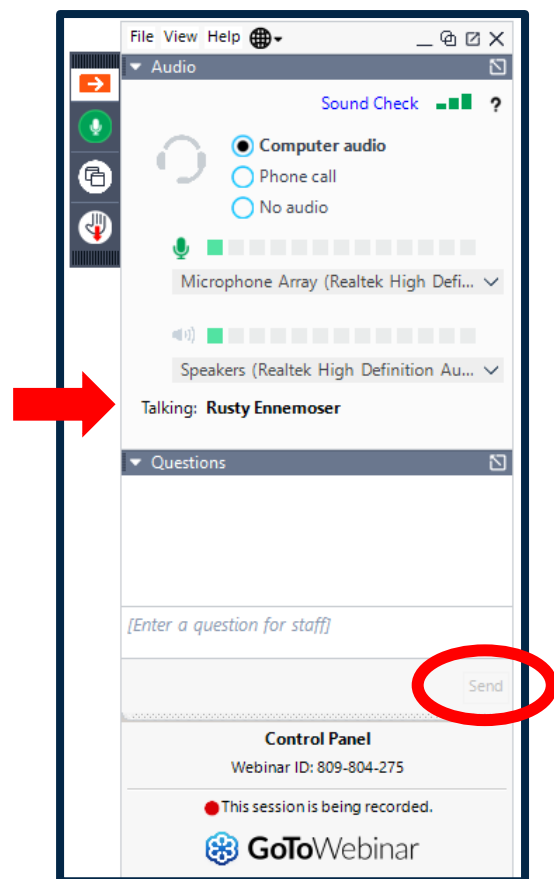 File View Help
Audio
Sound Check ?
Computer audio
Phone call
No audio
Microphone Array (Realtek High Defi...
Speakers (Realtek High Definition Au...
Talking: Rusty Ennemoser
Questions
[Enter a question for staff]
Send
Control Panel
Webinar ID: 809-804-275
This session is being recorded.
GoToWebinar